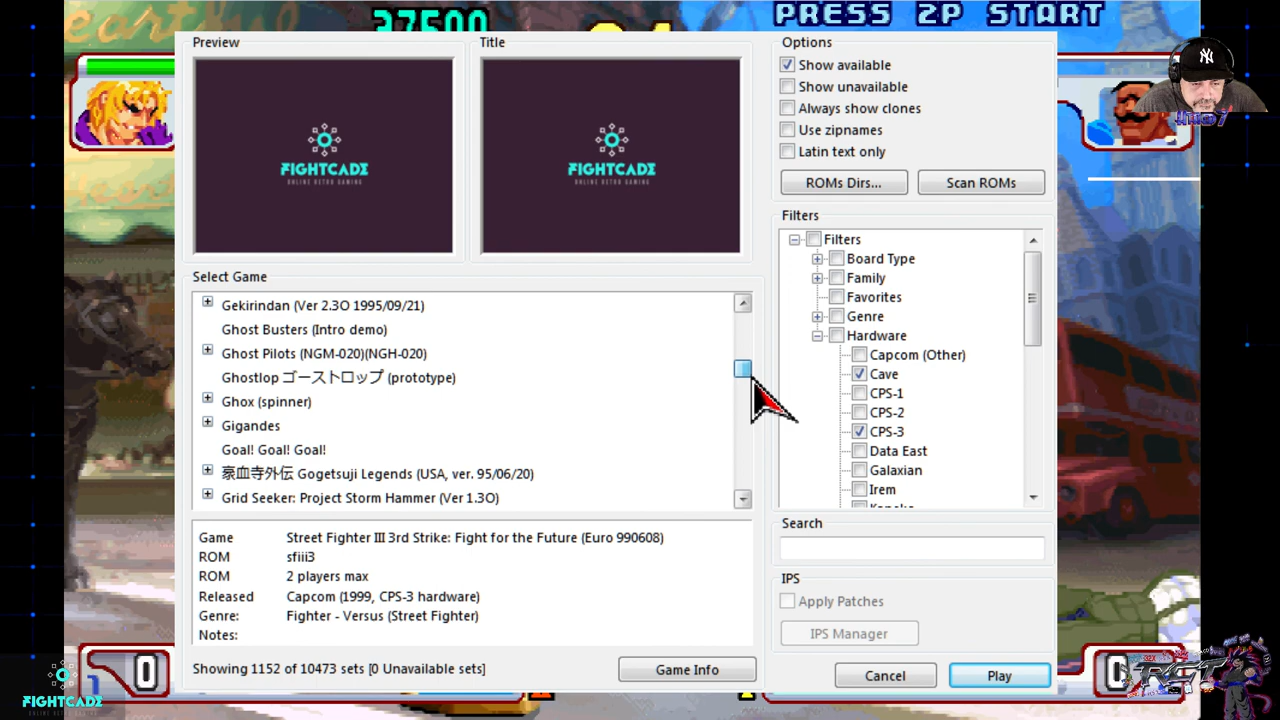 37500
PRESS 2P START
Preview
Title
FIGHTCADE
ONLINE RETRO GAMING
FIGHTCADE
ONLINE RETRO GAMING
Options
Show available
Show unavailable
Always show clones
Use zipnames
Latin text only
ROMs Dirs...
Scan ROMs
Filters
Filters
Board Type
Family
Favorites
Genre
Hardware
Capcom (Other)
Cave
CPS-1
CPS-2
CPS-3
Data East
Galaxian
Irem
Select Game
Gekirindan (Ver 2.3O 1995/09/21)
Ghost Busters (Intro demo)
Ghost Pilots (NGM-020)(NGH-020)
Ghostlop ゴーストロップ (prototype)
Ghox (spinner)
Gigandes
Goal! Goal! Goal!
豪血寺外伝 Gogetsuji Legends (USA, ver. 95/06/20)
Grid Seeker: Project Storm Hammer (Ver 1.3O)
Game Street Fighter III 3rd Strike: Fight for the Future (Euro 990608)
ROM sfiii3
ROM 2 players max
Released Capcom (1999, CPS-3 hardware)
Genre: Fighter - Versus (Street Fighter)
Notes:
Showing 1152 of 10473 sets [0 Unavailable sets]
Game Info
Search
IPS
Apply Patches
IPS Manager
Cancel
Play
0
FIGHTCADE
ONLINE RETRO GAMING